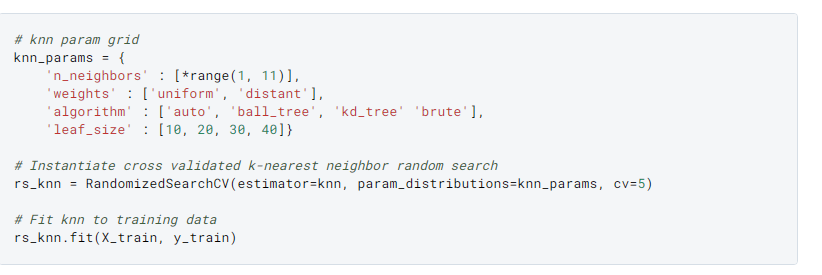 # knn param grid
knn_params = {
    'n_neighbors' : [*range(1, 11)],
    'weights' : ['uniform', 'distant'],
    'algorithm' : ['auto', 'ball_tree', 'kd_tree' 'brute'],
    'leaf_size' : [10, 20, 30, 40]}

# Instantiate cross validated k-nearest neighbor random search
rs_knn = RandomizedSearchCV(estimator=knn, param_distributions=knn_params, cv=5)

# Fit knn to training data
rs_knn.fit(X_train, y_train)